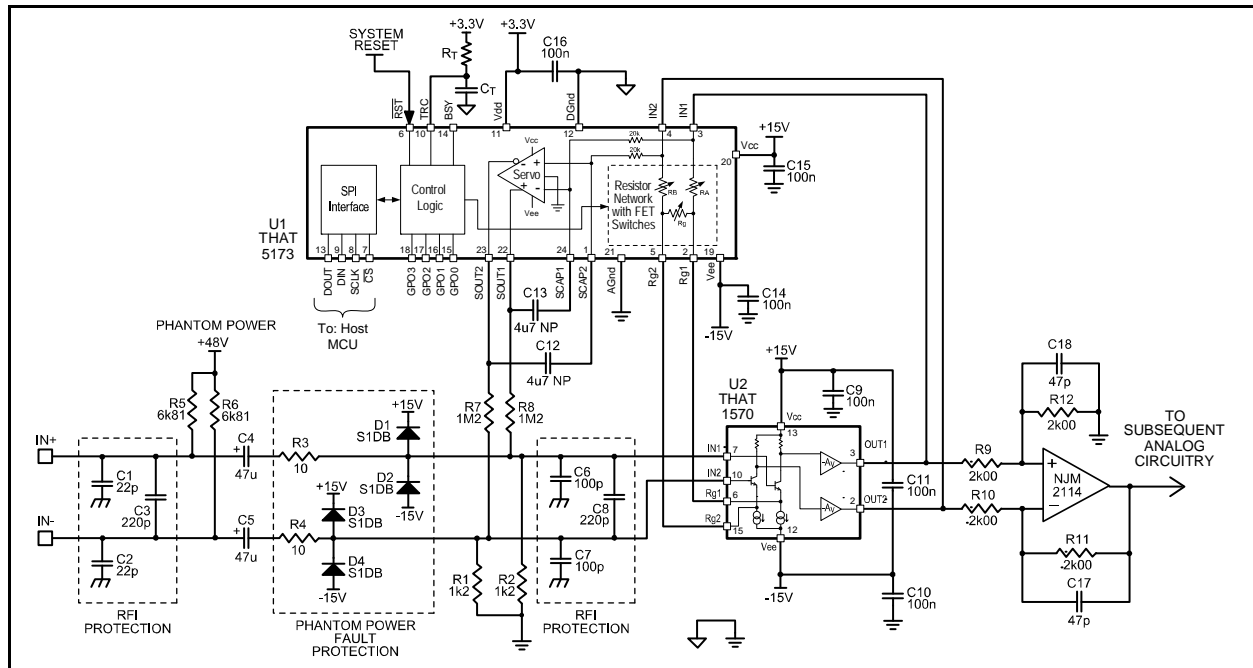 SYSTEM
RESET
+3.3V
+3.3V
RT
CT
C16
100n
RST
TRC
BSY
Vdd
DGnd
IN2
IN1
6
10
14
11
12
4
3
+15V
Vcc
20
C15
100n
20k
20k
Vcc
Servo
Vee
SPI
Interface
Control
Logic
RB
RA
Rg
Resistor
Network
with FET
Switches
U1
THAT
5173
13
9
8
7
18
17
16
15
23
22
24
1
21
5
2
19
DOUT
DIN
SCLK
CS
GPO3
GPO2
GPO1
GPO0
SOUT2
SOUT1
SCAP1
SCAP2
AGnd
Rg2
Rg1
Vee
To: Host
MCU
C13
4u7 NP
C12
4u7 NP
C14
100n
-15V
PHANTOM POWER
+48V
R5
6k81
R6
6k81
R7
1M2
R8
1M2
+15V
D1
S1DB
D2
S1DB
-15V
+15V
D3
S1DB
D4
S1DB
-15V
IN+
IN-
C1
22p
C2
22p
C3
220p
+
C4
47u
+
C5
47u
R3
10
R4
10
R1
1k2
R2
1k2
C6
100p
C7
100p
C8
220p
RFI
PROTECTION
PHANTOM POWER
FAULT
PROTECTION
RFI
PROTECTION
U2
THAT
1570
+15V
C9
100n
Vcc
13
IN1
7
IN2
10
Rg1
6
Rg2
15
-Av
-Av
OUT1
3
OUT2
2
12
Vee
-15V
C11
100n
C10
100n
R9
2k00
R10
2k00
C18
47p
R12
2k00
+
−
NJM
2114
R11
2k00
C17
47p
TO
SUBSEQUENT
ANALOG
CIRCUITRY